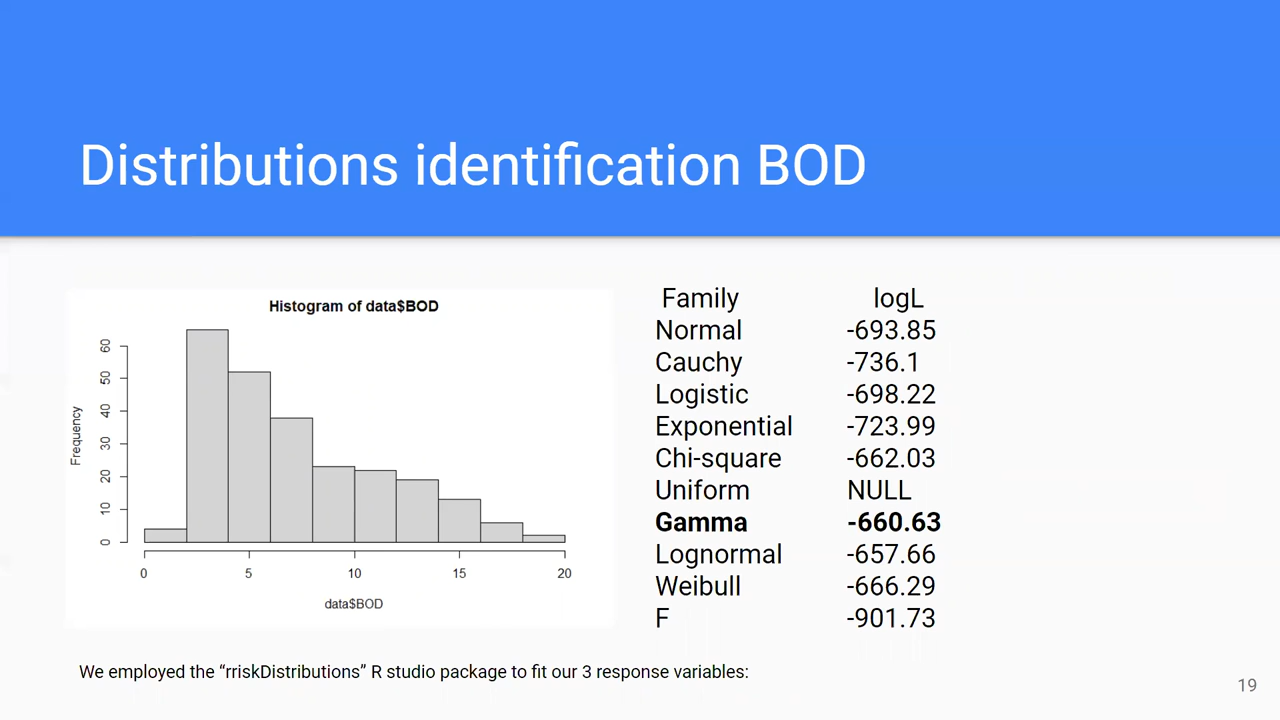 Distributions identification BOD
Histogram of data$BOD
60
50
40
30
20
10
0
Frequency
0 5 10 15 20
data$BOD
Family logL
Normal -693.85
Cauchy -736.1
Logistic -698.22
Exponential -723.99
Chi-square -662.03
Uniform NULL
Gamma -660.63
Lognormal -657.66
Weibull -666.29
F -901.73
We employed the “rriskDistributions” R studio package to fit our 3 response variables:
19